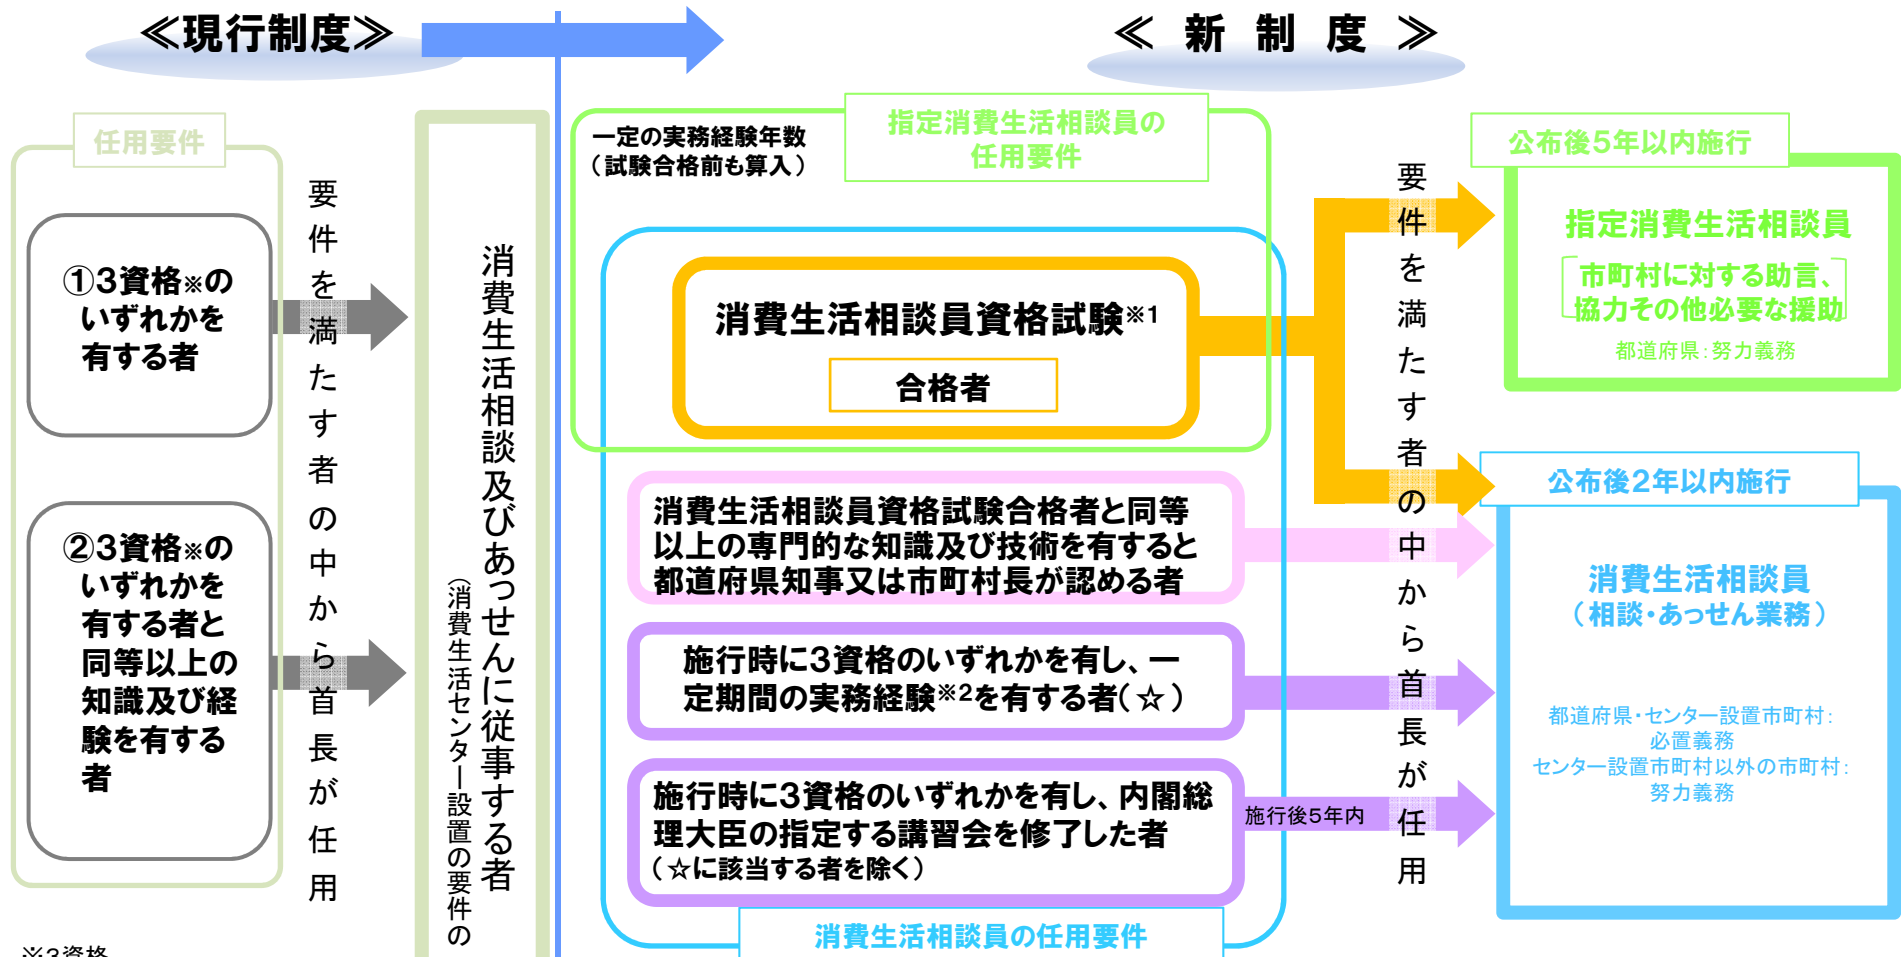 ≪現行制度≫
≪ 新 制 度 ≫
任用要件
①3資格※の
いずれかを
有する者
②3資格※の
いずれかを
有する者と
同等以上の
知識及び経
験を有する
者
要件を満たす者の中から首長が任用
消費生活相談及びあっせんに従事する者
(消費生活センター設置の要件の
※3資格
一定の実務経験年数
(試験合格前も算入)
指定消費生活相談員の
任用要件
消費生活相談員資格試験※1
合格者
消費生活相談員資格試験合格者と同等
以上の専門的な知識及び技術を有すると
都道府県知事又は市町村長が認める者
施行時に3資格のいずれかを有し、一
定期間の実務経験※2を有する者(☆)
施行時に3資格のいずれかを有し、内閣総
理大臣の指定する講習会を修了した者
(☆に該当する者を除く)
消費生活相談員の任用要件
施行後5年内
要件を満たす者の中から首長が任用
公布後5年以内施行
指定消費生活相談員
市町村に対する助言、
協力その他必要な援助
都道府県:努力義務
公布後2年以内施行
消費生活相談員
(相談・あっせん業務)
都道府県・センター設置市町村:
必置義務
センター設置市町村以外の市町村:
努力義務